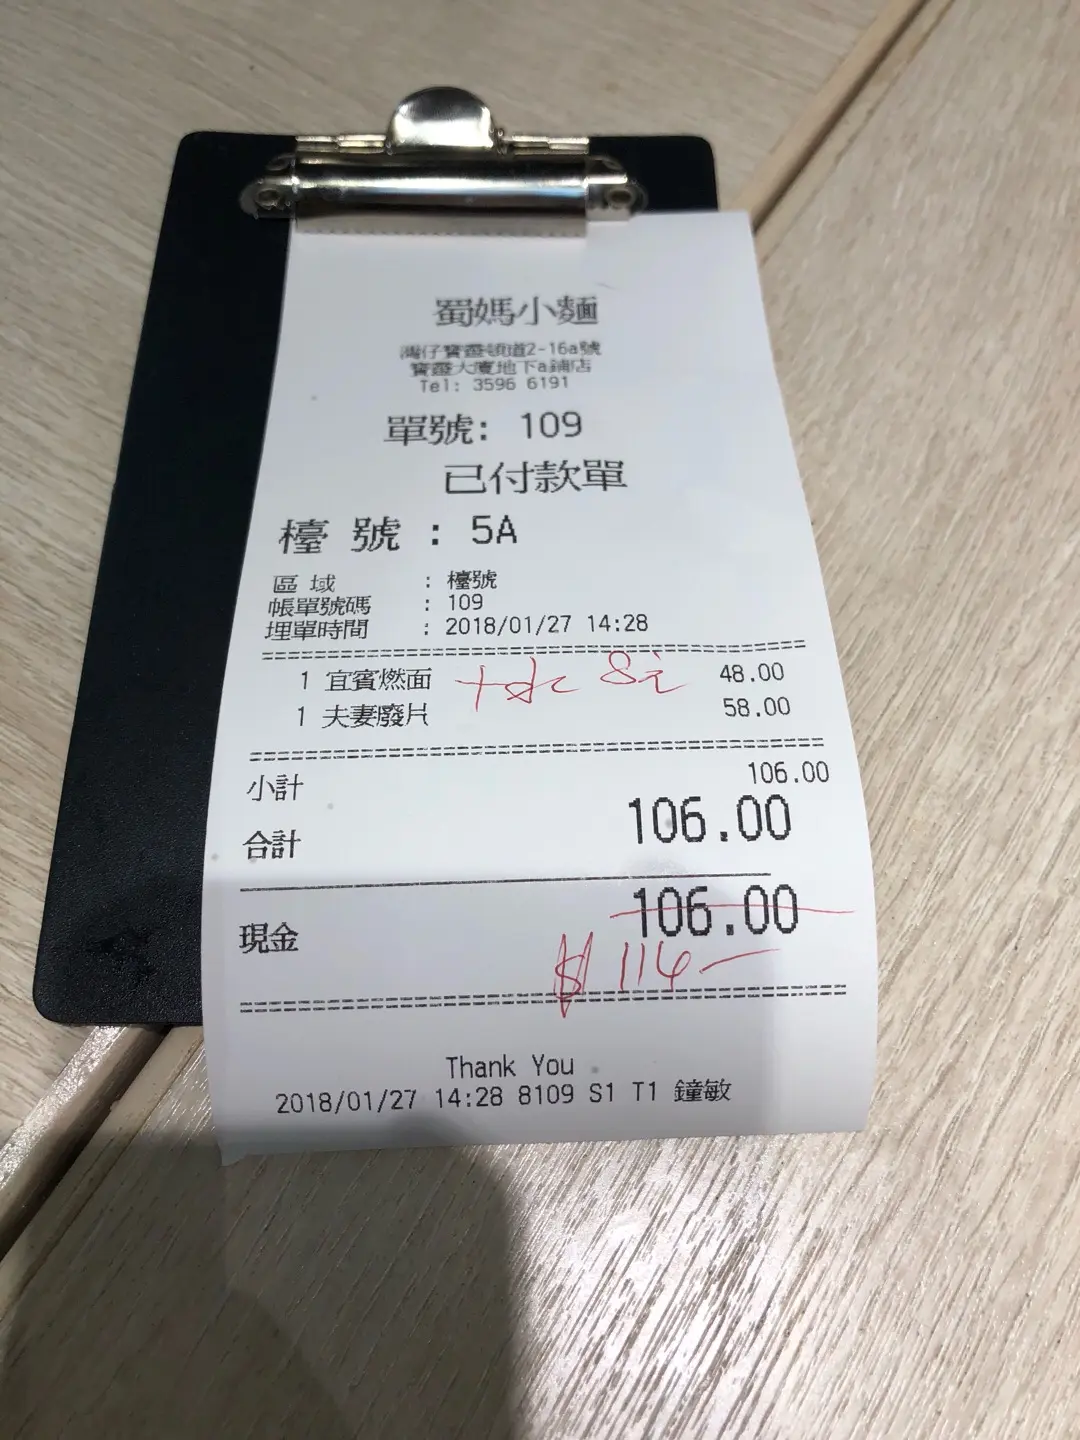 蜀媽小麵
灣仔寶靈頓道2-16a號
寶靈大廈地下a鋪店
Tel: 3596 6191
單號: 109
已付款單
檯 號 : 5A
區 域 : 檯號
帳單號碼 : 109
埋單時間 : 2018/01/27 14:28
1 宜賓燃面 + 8元 48.00
1 夫妻廢片 58.00
小計 106.00
合計 106.00
現金 106.00
$ 114—
Thank You
2018/01/27 14:28 8109 S1 T1 鐘敏